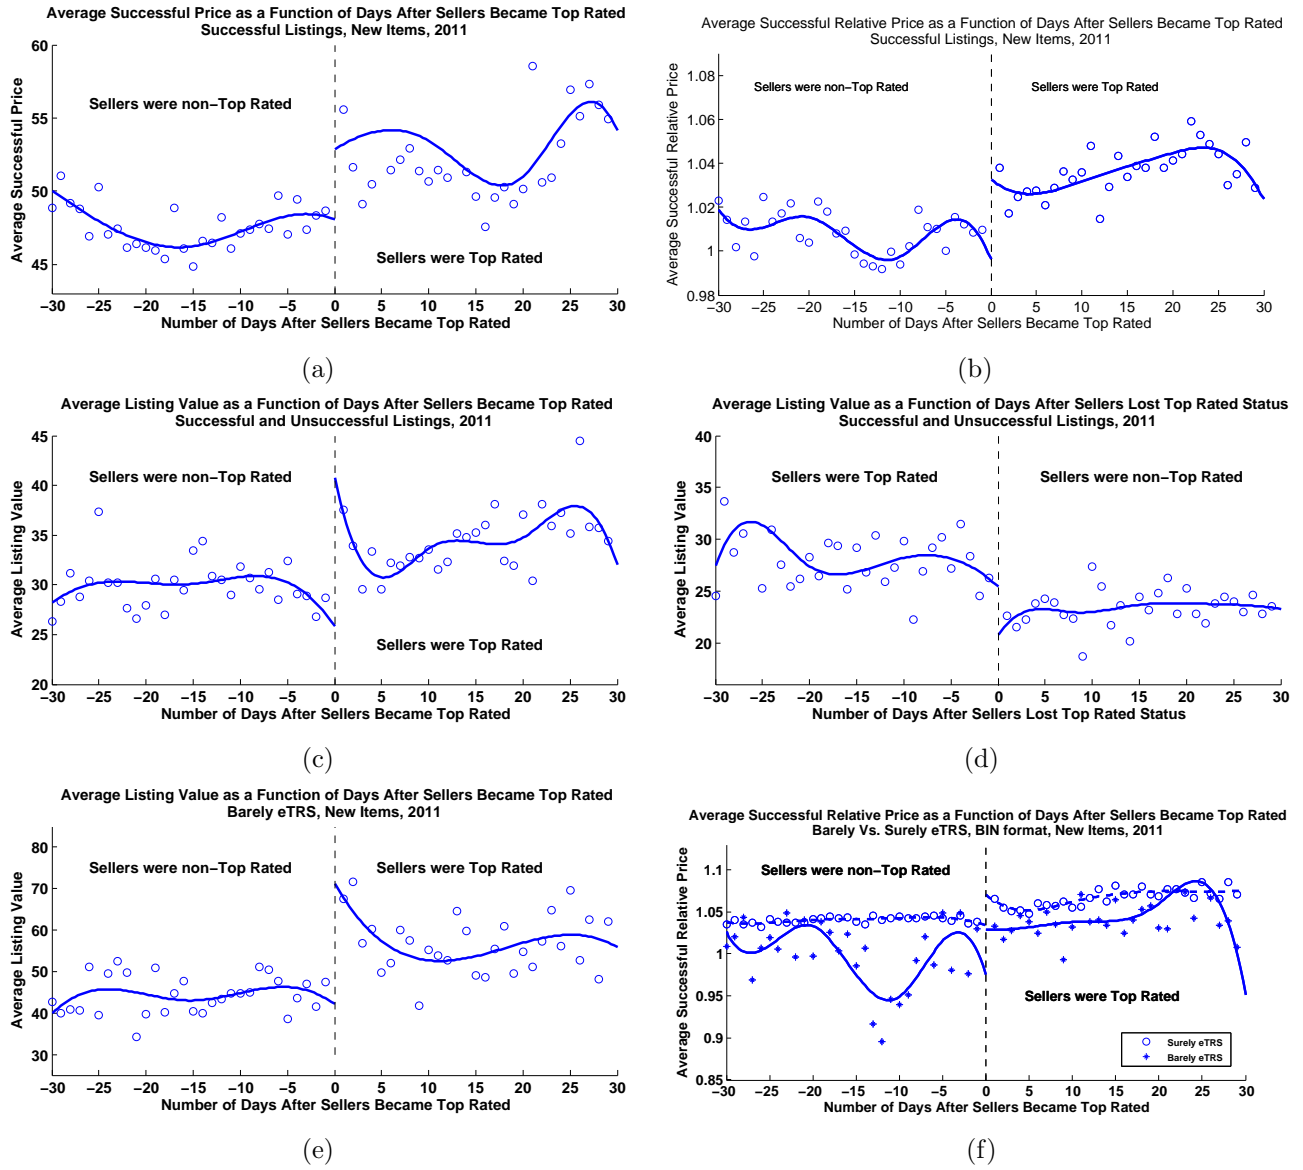 Average Successful Price as a Function of Days After Sellers Became Top Rated
Successful Listings, New Items, 2011
Average Successful Price
60
55
50
45
Sellers were non−Top Rated
Sellers were Top Rated
−30 −25 −20 −15 −10 −5 0 5 10 15 20 25 30
Number of Days After Sellers Became Top Rated
(a)
Average Successful Relative Price as a Function of Days After Sellers Became Top Rated
Successful Listings, New Items, 2011
Average Successful Relative Price
1.08
1.06
1.04
1.02
1
0.98
Sellers were non−Top Rated
Sellers were Top Rated
−30 −25 −20 −15 −10 −5 0 5 10 15 20 25 30
Number of Days After Sellers Became Top Rated
(b)
Average Listing Value as a Function of Days After Sellers Became Top Rated
Successful and Unsuccessful Listings, 2011
Average Listing Value
45
40
35
30
25
20
Sellers were non−Top Rated
Sellers were Top Rated
−30 −25 −20 −15 −10 −5 0 5 10 15 20 25 30
Number of Days After Sellers Became Top Rated
(c)
Average Listing Value as a Function of Days After Sellers Lost Top Rated Status
Successful and Unsuccessful Listings, 2011
Average Listing Value
40
35
30
25
20
Sellers were Top Rated
Sellers were non−Top Rated
−30 −25 −20 −15 −10 −5 0 5 10 15 20 25 30
Number of Days After Sellers Lost Top Rated Status
(d)
Average Listing Value as a Function of Days After Sellers Became Top Rated
Barely eTRS, New Items, 2011
Average Listing Value
80
70
60
50
40
30
Sellers were non−Top Rated
Sellers were Top Rated
−30 −25 −20 −15 −10 −5 0 5 10 15 20 25 30
Number of Days After Sellers Became Top Rated
(e)
Average Successful Relative Price as a Function of Days After Sellers Became Top Rated
Barely Vs. Surely eTRS, BIN format, New Items, 2011
Average Successful Relative Price
1.1
1.05
1
0.95
0.9
0.85
Sellers were non−Top Rated
Sellers were Top Rated
Surely eTRS
Barely eTRS
−30 −25 −20 −15 −10 −5 0 5 10 15 20 25 30
Number of Days After Sellers Became Top Rated
(f)